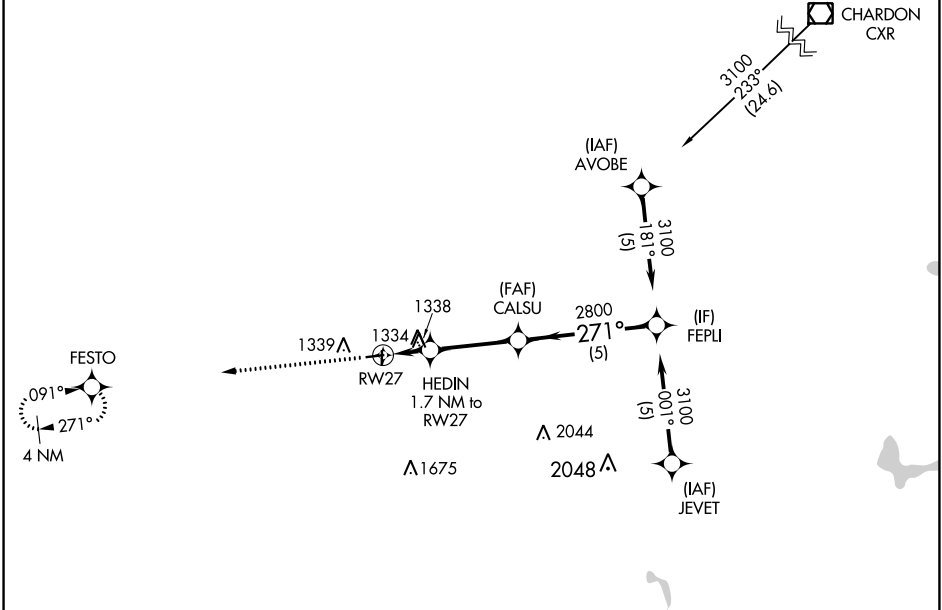 CHARDON
CXR
3100
233°
(24.6)
(IAF)
AVOBE
3100
181°
(5)
(FAF)
CALSU
2800
271°
(5)
(IF)
FEPLI
1338
1334
1339
RW27
HEDIN
1.7 NM to
RW27
FESTO
091°
271°
4 NM
3100
001°
(5)
2044
2048
1675
(IAF)
JEVET